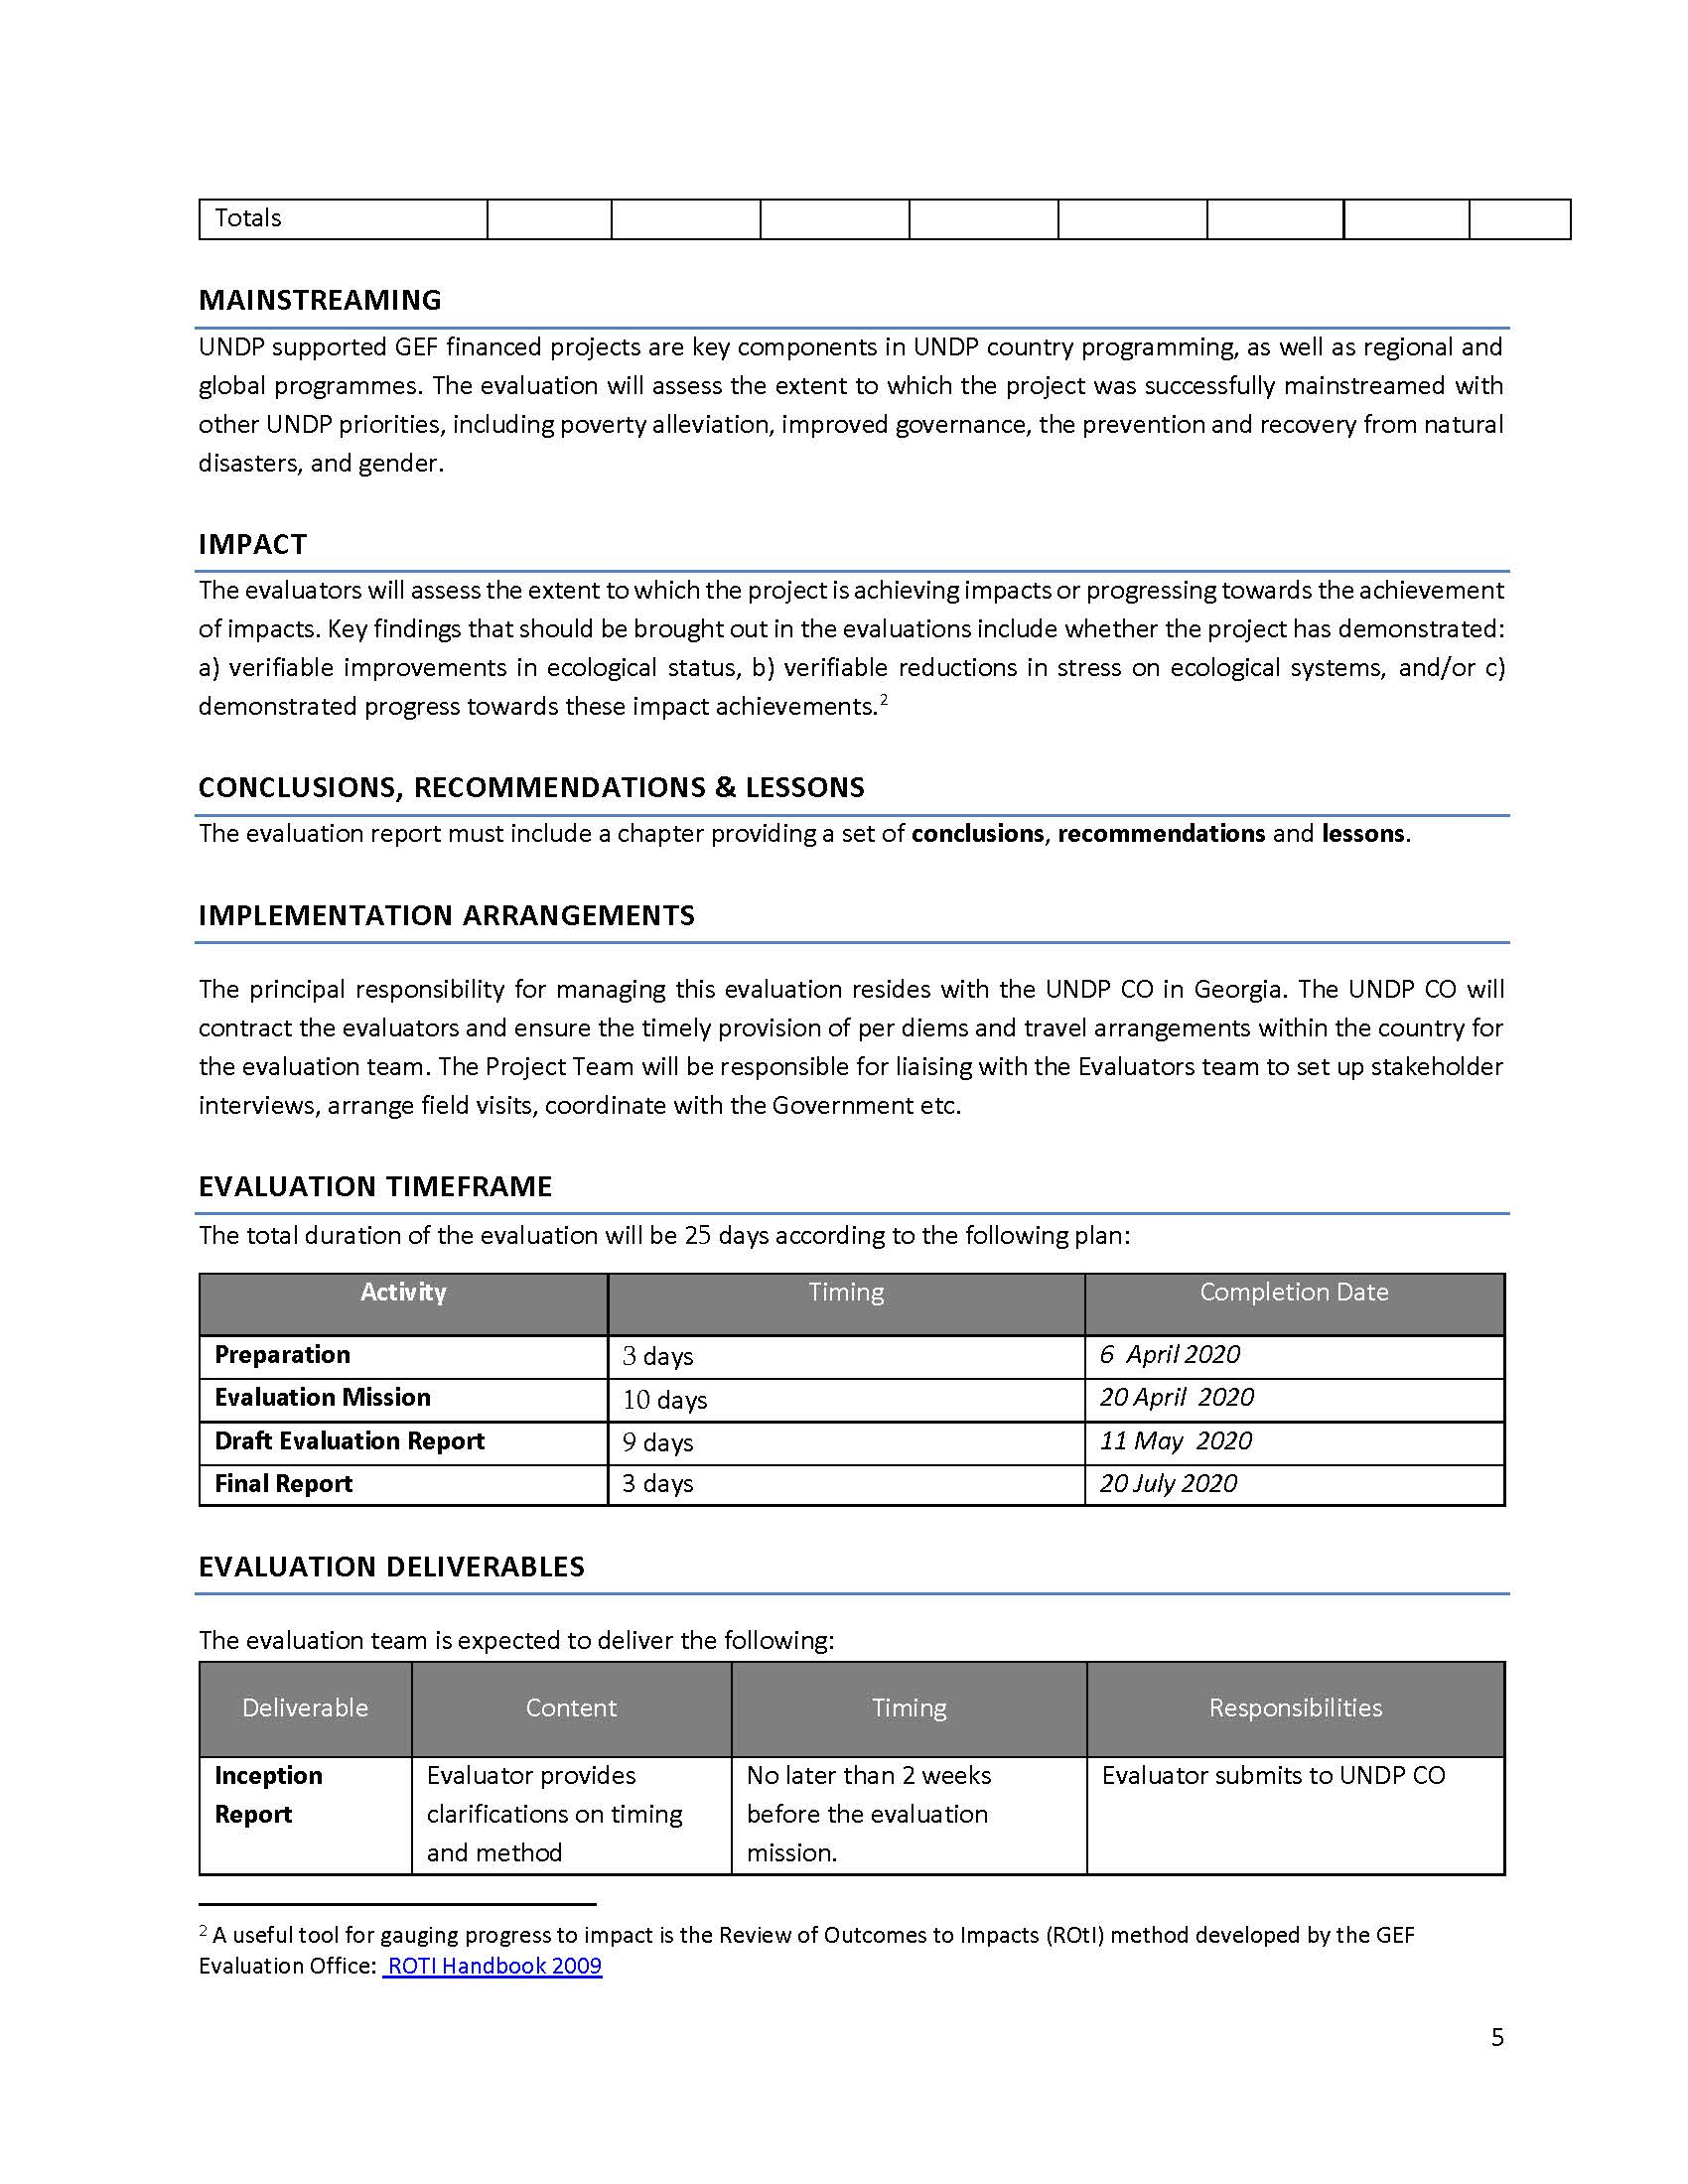 Totals
MAINSTREAMING
UNDP supported GEF financed projects are key components in UNDP country programming, as well as regional and
global programmes. The evaluation will assess the extent to which the project was successfully mainstreamed with
other UNDP priorities, including poverty alleviation, improved governance, the prevention and recovery from natural
disasters, and gender.
IMPACT
The evaluators will assess the extent to which the project is achieving impacts or progressing towards the achievement
of impacts. Key findings that should be brought out in the evaluations include whether the project has demonstrated:
a) verifiable improvements in ecological status, b) verifiable reductions in stress on ecological systems, and/or c)
demonstrated progress towards these impact achievements.2
CONCLUSIONS, RECOMMENDATIONS & LESSONS
The evaluation report must include a chapter providing a set of conclusions, recommendations and lessons.
IMPLEMENTATION ARRANGEMENTS
The principal responsibility for managing this evaluation resides with the UNDP CO in Georgia. The UNDP CO will
contract the evaluators and ensure the timely provision of per diems and travel arrangements within the country for
the evaluation team. The Project Team will be responsible for liaising with the Evaluators team to set up stakeholder
interviews, arrange field visits, coordinate with the Government etc.
EVALUATION TIMEFRAME
The total duration of the evaluation will be 25 days according to the following plan:
Activity Timing Completion Date
Preparation 3 days 6 April 2020
Evaluation Mission 10 days 20 April 2020
Draft Evaluation Report 9 days 11 May 2020
Final Report 3 days 20 July 2020
EVALUATION DELIVERABLES
The evaluation team is expected to deliver the following:
Deliverable Content Timing Responsibilities
Inception Evaluator provides No later than 2 weeks Evaluator submits to UNDP CO
Report clarifications on timing before the evaluation
and method mission.
2 A useful tool for gauging progress to impact is the Review of Outcomes to Impacts (ROtI) method developed by the GEF
Evaluation Office: ROTI Handbook 2009
5